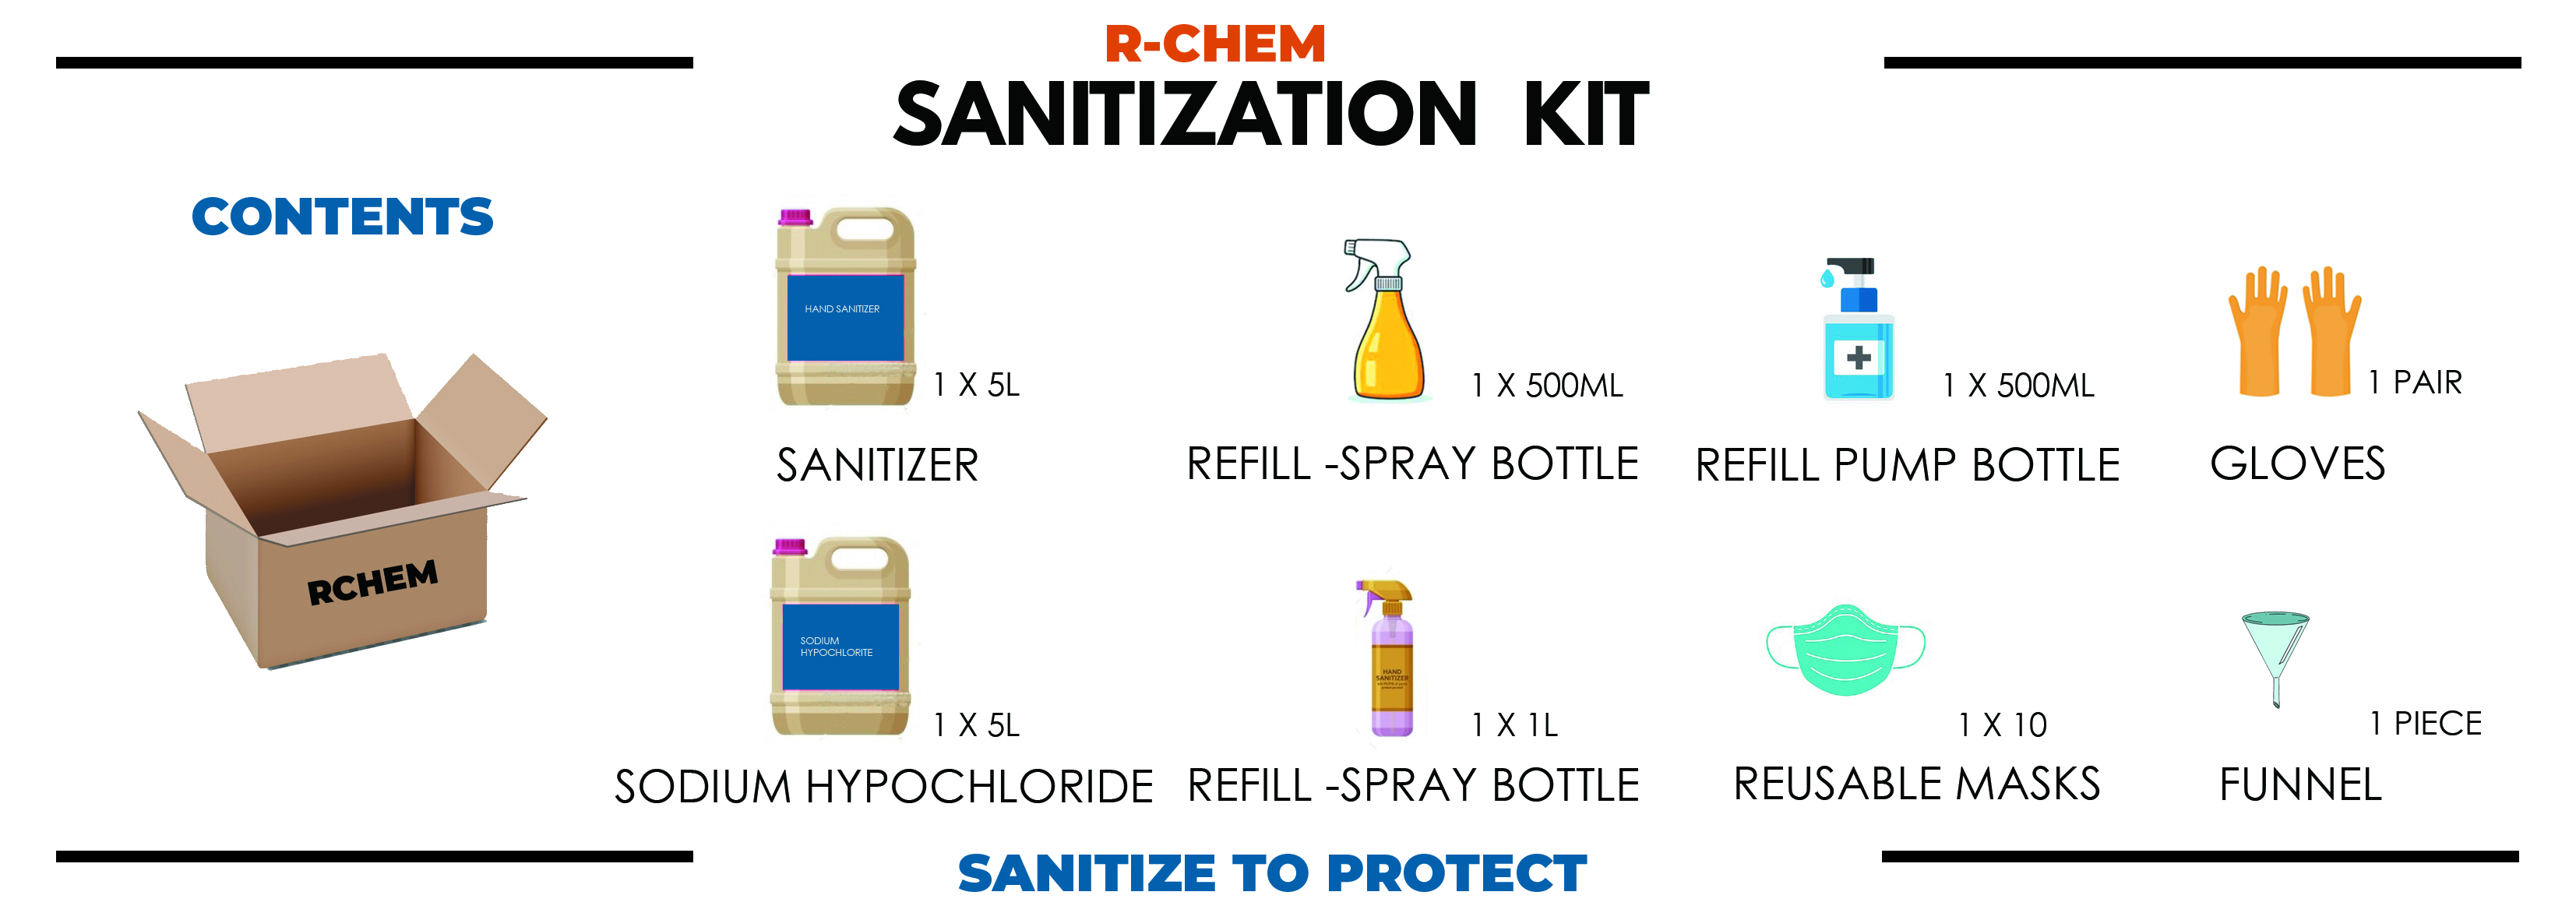 R-CHEM
SANITIZATION KIT
CONTENTS
HAND SANITIZER
1 X 5L
1 X 500ML
1 X 500ML
1 PAIR
SANITIZER
REFILL -SPRAY BOTTLE
REFILL PUMP BOTTLE
GLOVES
RCHEM
SODIUM
HYPOCHLORITE
HAND
SANITIZER
1 X 5L
1 X 1L
1 X 10
1 PIECE
SODIUM HYPOCHLORIDE
REFILL -SPRAY BOTTLE
REUSABLE MASKS
FUNNEL
SANITIZE TO PROTECT